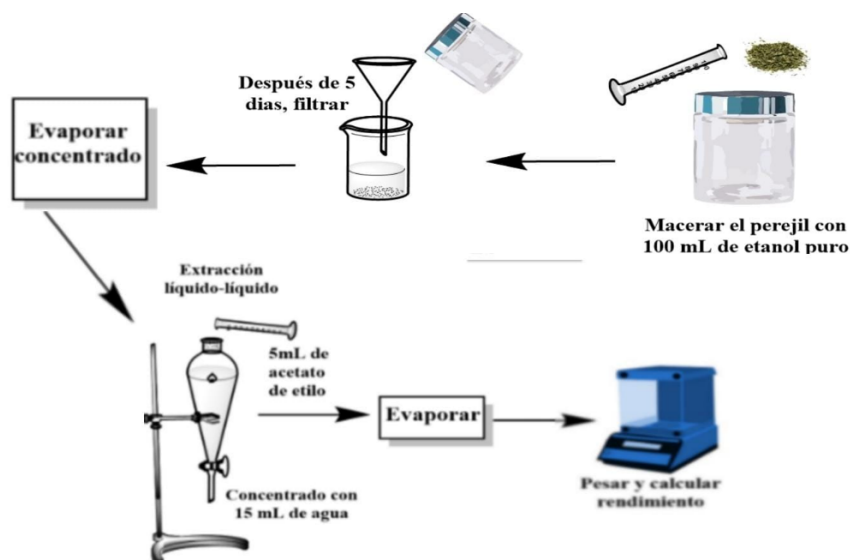 Macerar el perejil con
100 mL de etanol puro
Después de 5
dias, filtrar
Evaporar
concentrado
Extracción
líquido-líquido
5mL de
acetato
de etilo
Concentrado con
15 mL de agua
Evaporar
Pesar y calcular
rendimiento